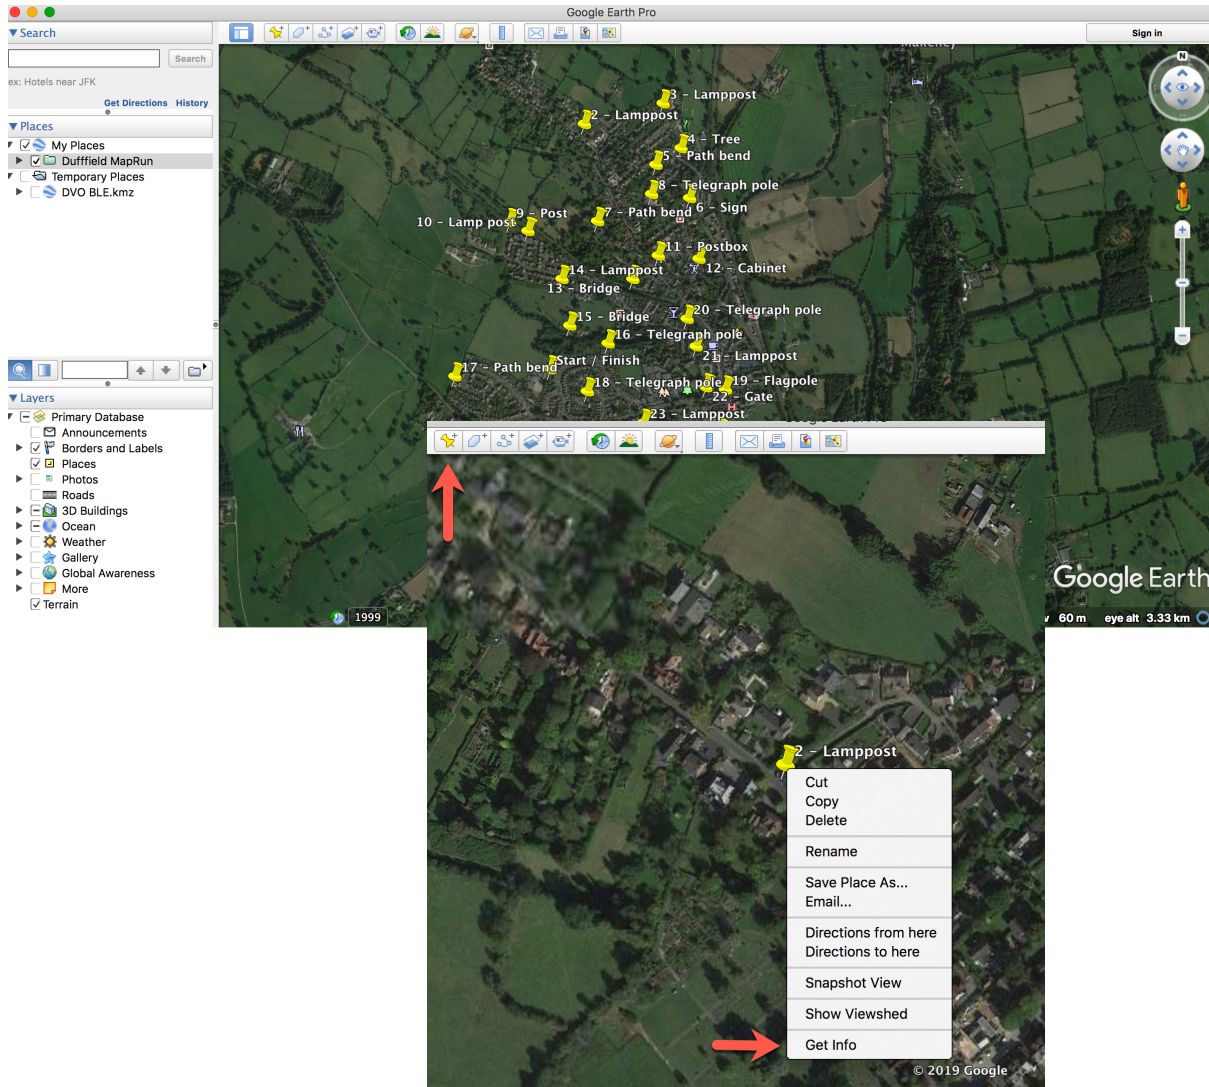 Google Earth Pro
Search
Sign in
Search
ex: Hotels near JFK
Get Directions History
Places
My Places
Dufffield MapRun
Temporary Places
DVO BLE.kmz
N
Makeney
3 - Lamppost
2 - Lamppost
4 - Tree
5 - Path bend
8 - Telegraph pole
6 - Sign
9 - Post
7 - Path bend
10 - Lamp post
11 - Postbox
14 - Lamppost
12 - Cabinet
13 - Bridge
20 - Telegraph pole
15 - Bridge
16 - Telegraph pole
21 - Lamppost
Start / Finish
17 - Path bend
18 - Telegraph pole
19 - Flagpole
22 - Gate
23 - Lamppost
Layers
Primary Database
Announcements
Borders and Labels
Places
Photos
Roads
3D Buildings
Ocean
Weather
Gallery
Global Awareness
More
Terrain
1999
Google Earth
60 m eye alt 3.33 km
2 - Lamppost
Cut
Copy
Delete
Rename
Save Place As...
Email...
Directions from here
Directions to here
Snapshot View
Show Viewshed
Get Info
© 2019 Google